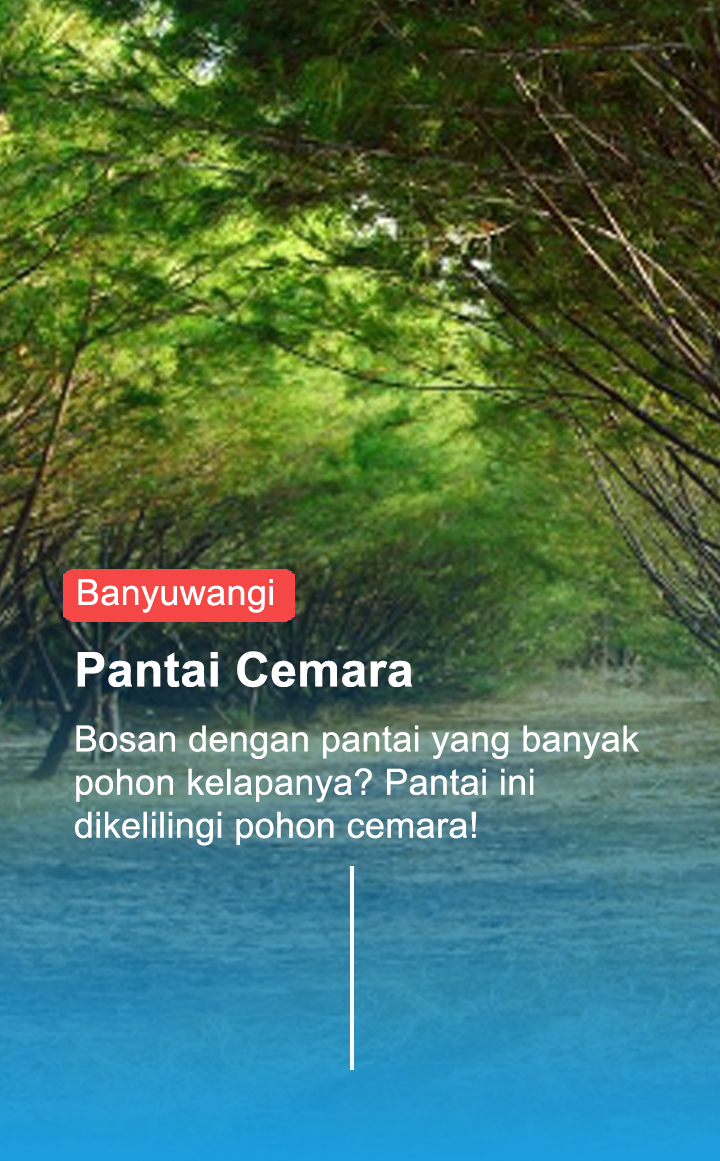 Banyuwangi
Pantai Cemara
Bosan dengan pantai yang banyak
pohon kelapanya? Pantai ini
dikelilingi pohon cemara!